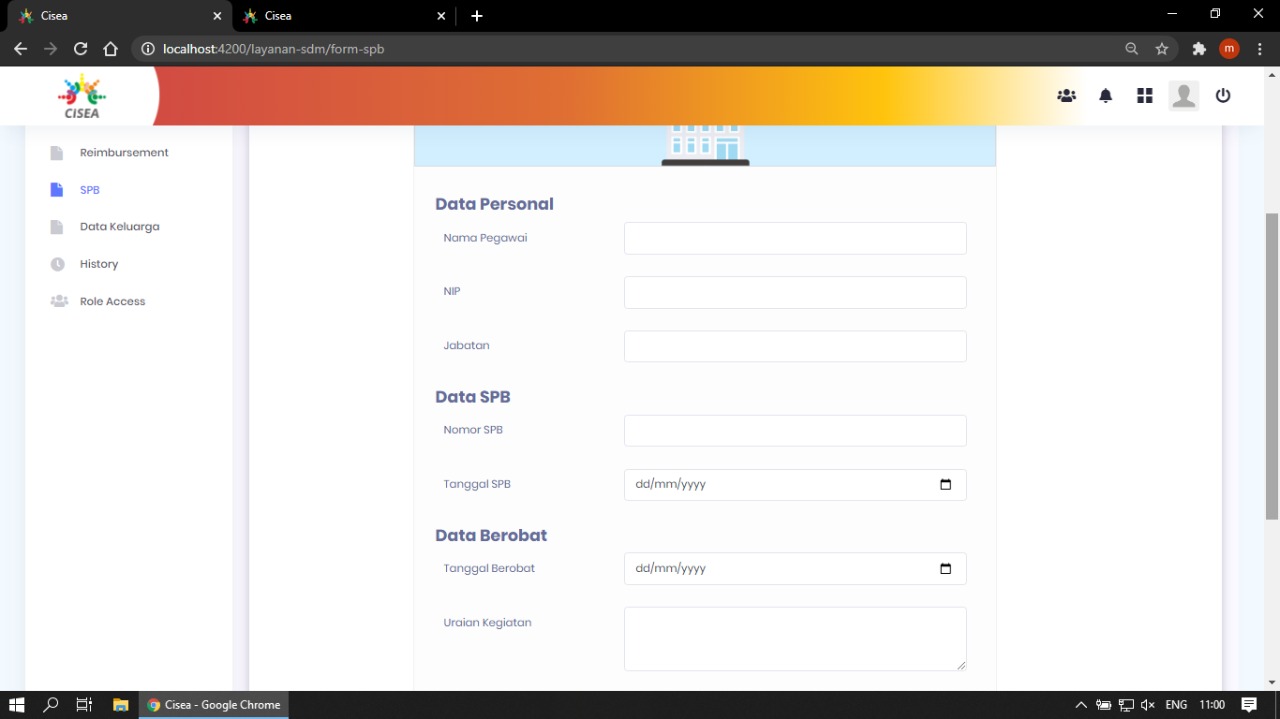 Cisea
Cisea
localhost:4200/layanan-sdm/form-spb
m
CISEA
Reimbursement
SPB
Data Keluarga
History
Role Access
Data Personal
Nama Pegawai
NIP
Jabatan
Data SPB
Nomor SPB
Tanggal SPB
dd/mm/yyyy
Data Berobat
Tanggal Berobat
dd/mm/yyyy
Uraian Kegiatan
Cisea - Google Chrome
ENG
11:00